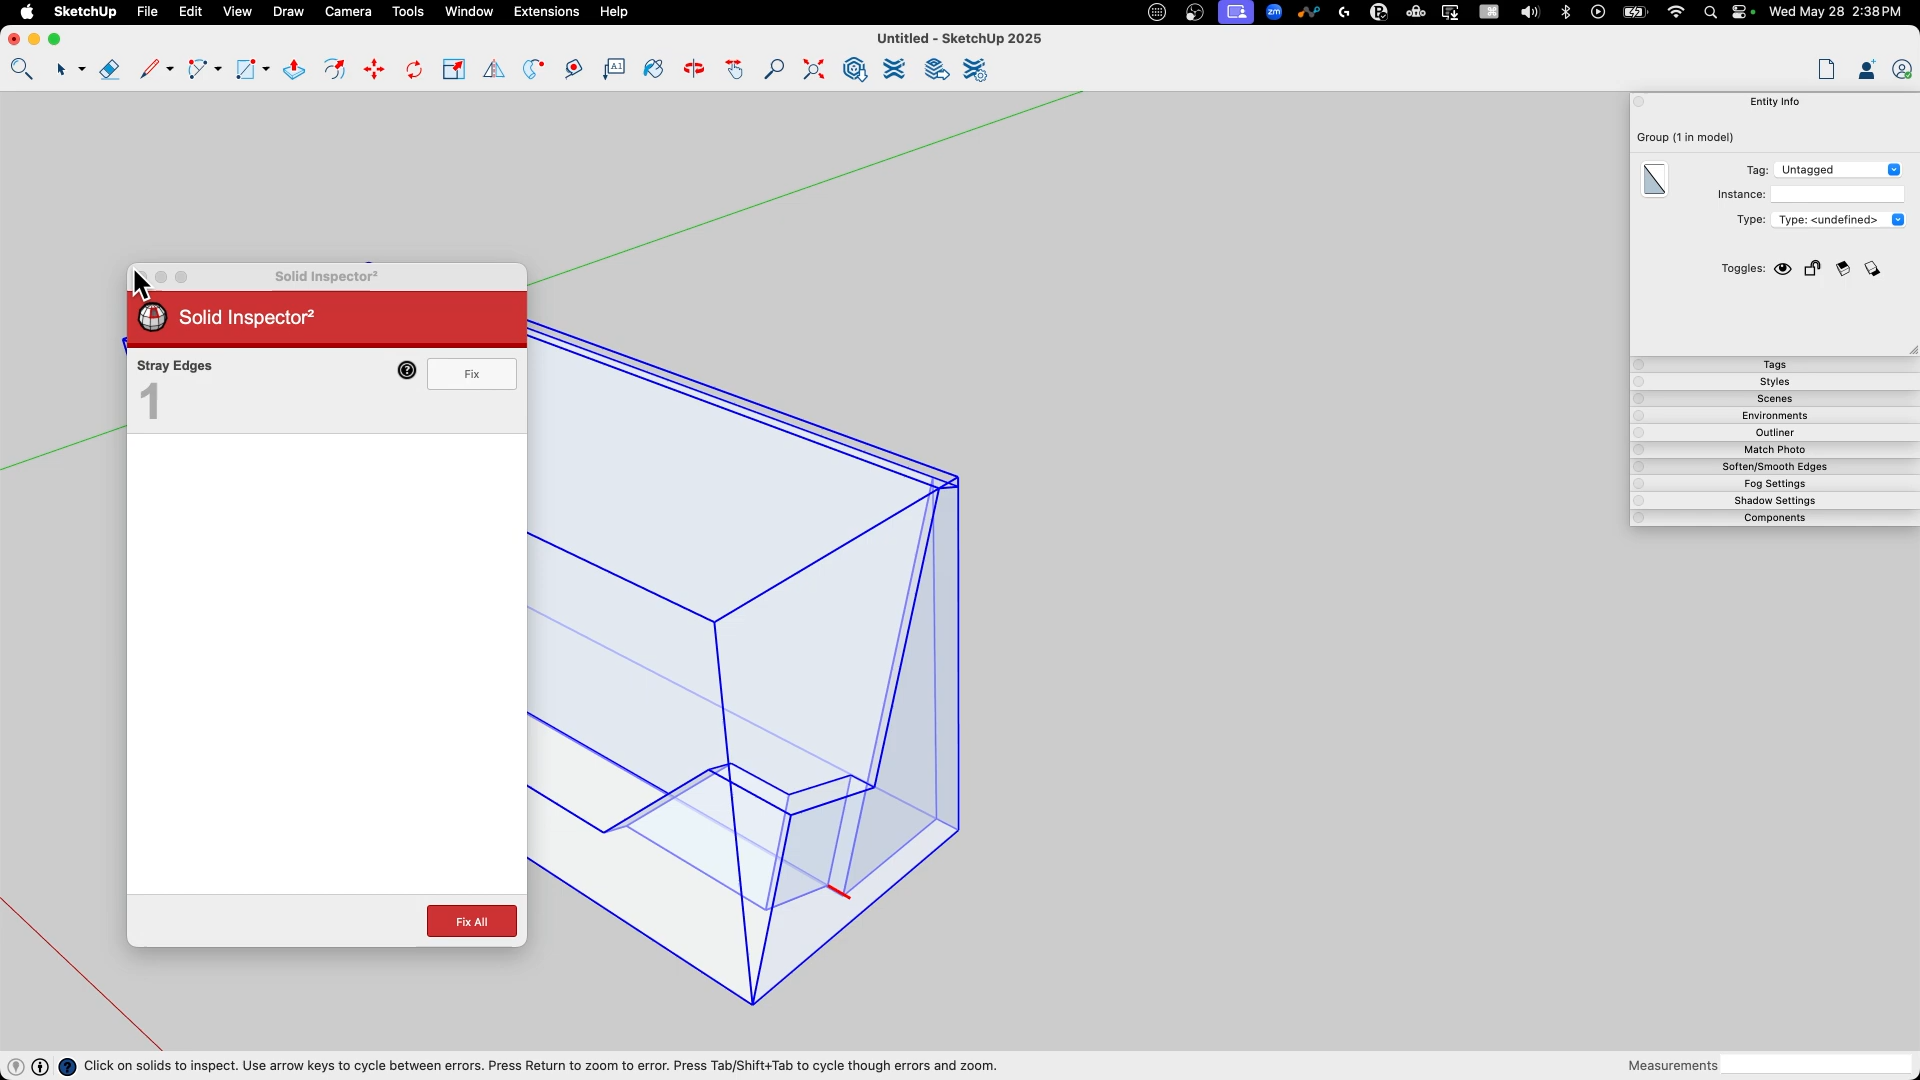 SketchUp File Edit View Draw Camera Tools Window Extensions Help
zm
Wed May 28 2:38 PM
Untitled - SketchUp 2025
A1
Entity Info
Group (1 in model)
Tag: Untagged
Instance:
Type: Type: <undefined>
Toggles:
Tags
Styles
Scenes
Environments
Outliner
Match Photo
Soften/Smooth Edges
Fog Settings
Shadow Settings
Components
Solid Inspector²
Solid Inspector²
Stray Edges
? Fix
1
Fix All
Click on solids to inspect. Use arrow keys to cycle between errors. Press Return to zoom to error. Press Tab/Shift+Tab to cycle though errors and zoom.
Measurements